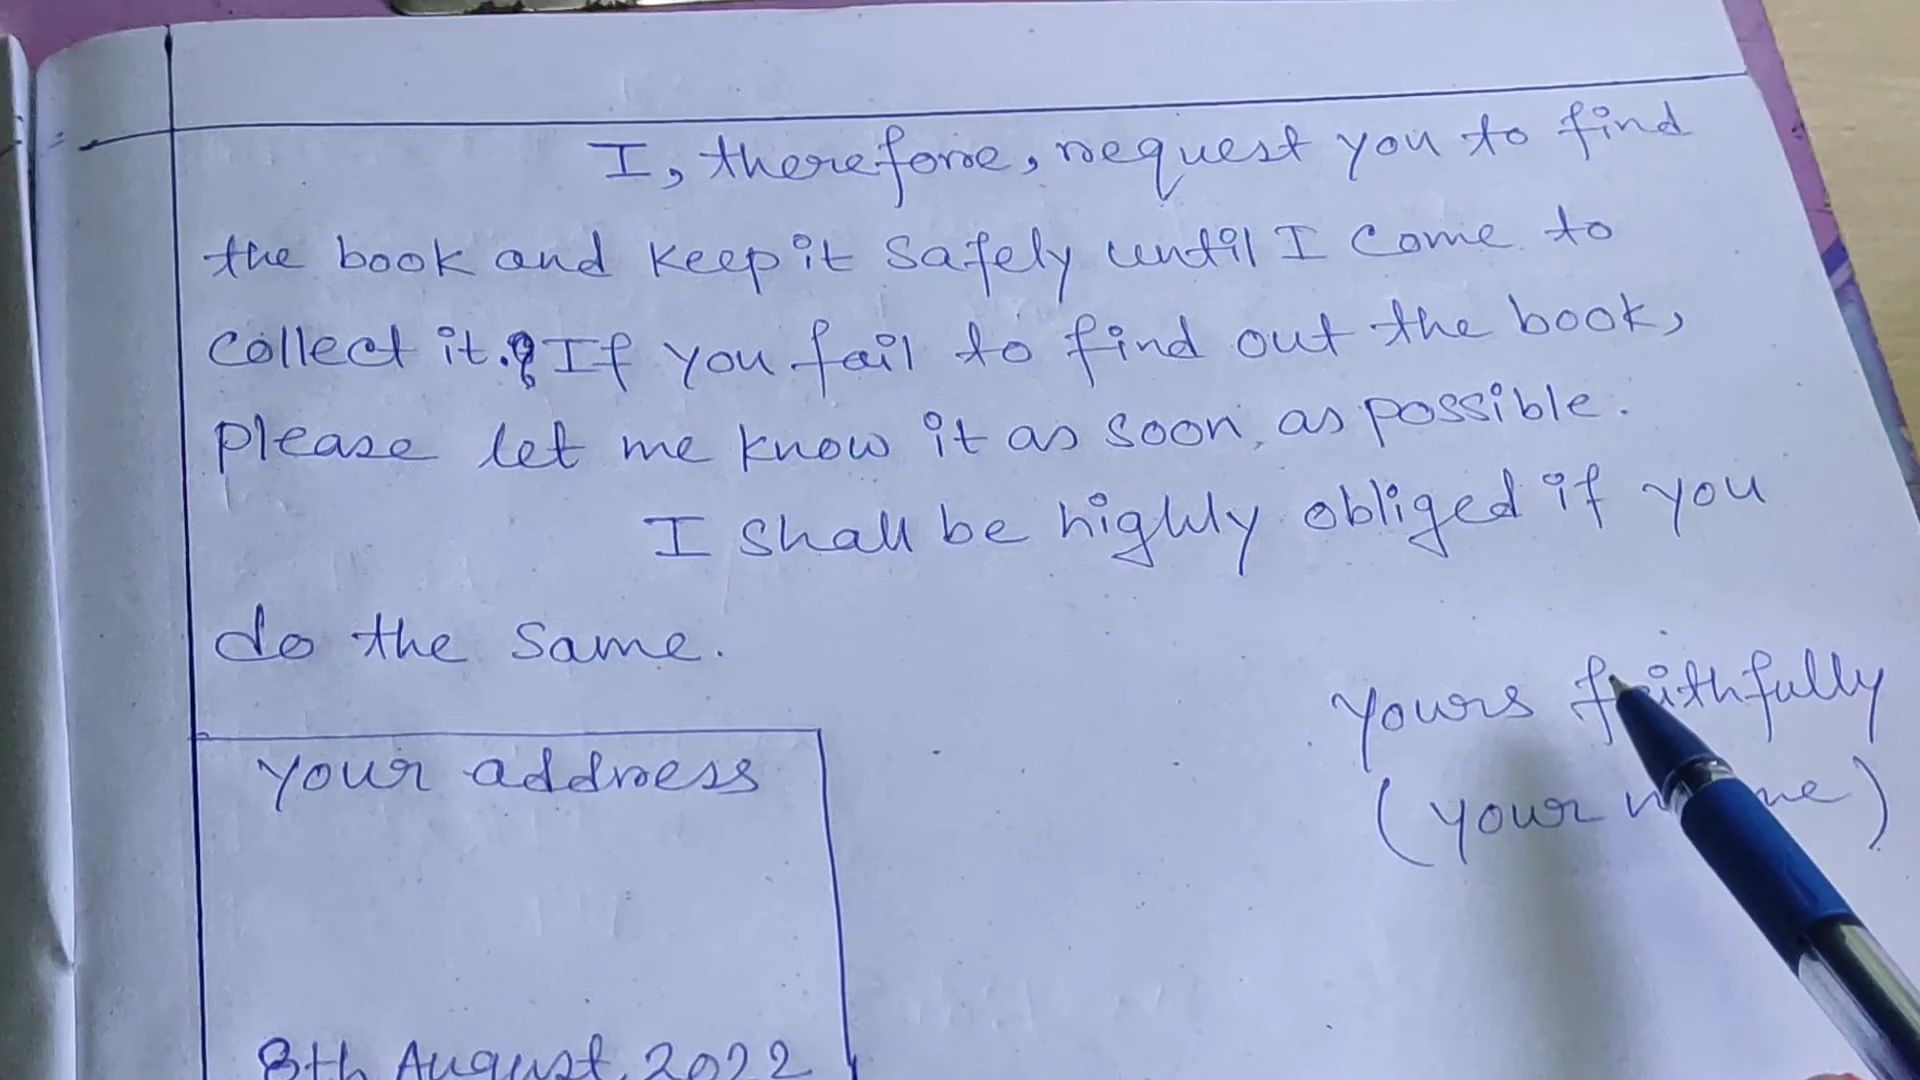 I, therefore, request you to find
the book and keep it safely until I come to
collect it. If you fail to find out the book,
please let me know it as soon as possible.
I shall be highly obliged if you
do the same.
Yours faithfully
(your name)
Your address
8th August, 2022